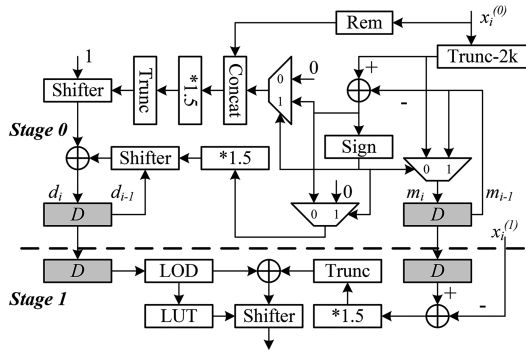 Rem
x_i^(0)
Trunc-2k
1
Shifter
Trunc
*1.5
Concat
0
1
0
+
-
Stage 0
Sign
Shifter
*1.5
0
0 1
0 1
d_i
d_{i-1}
m_i
m_{i-1}
D
D
x_i^(1)
D
LOD
Trunc
D
Stage 1
+
-
LUT
Shifter
*1.5